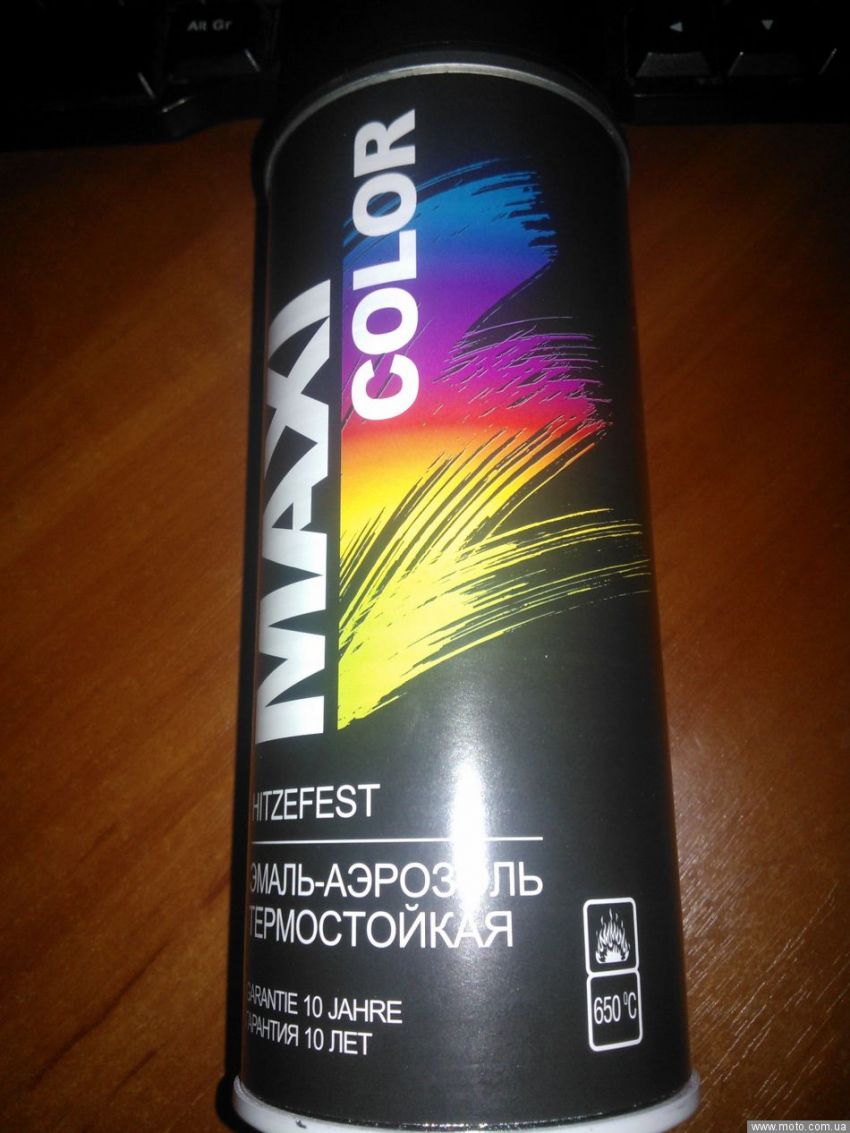 Alt Gr
MAXI
COLOR
HITZEFEST
ЭМАЛЬ-АЭРОЗОЛЬ
ТЕРМОСТОЙКАЯ
GARANTIE 10 JAHRE
ГАРАНТИЯ 10 ЛЕТ
650 °C
www.moto.com.ua